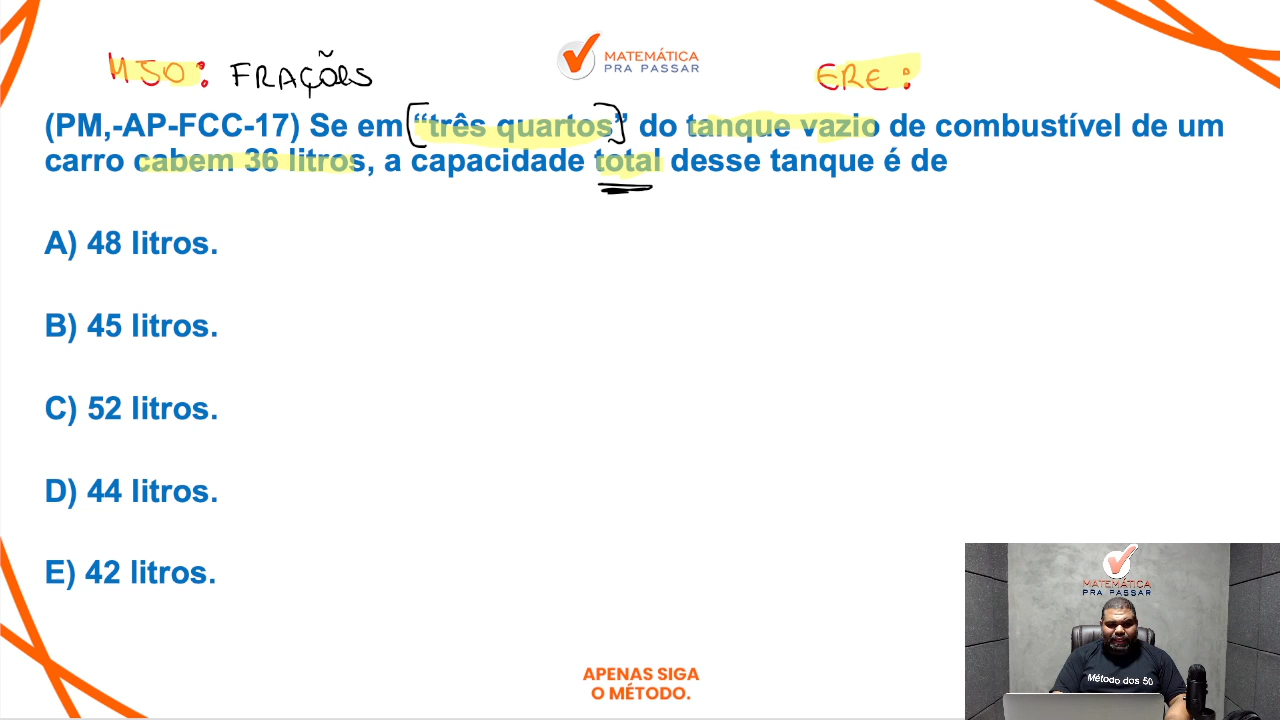 MJO: FRAÇÕES
MATEMÁTICA
PRA PASSAR
ERE:
(PM,-AP-FCC-17) Se em “três quartos” do tanque vazio de combustível de um
carro cabem 36 litros, a capacidade total desse tanque é de
A) 48 litros.
B) 45 litros.
C) 52 litros.
D) 44 litros.
E) 42 litros.
MATEMÁTICA
PRA PASSAR
Método dos 50
APENAS SIGA
O MÉTODO.